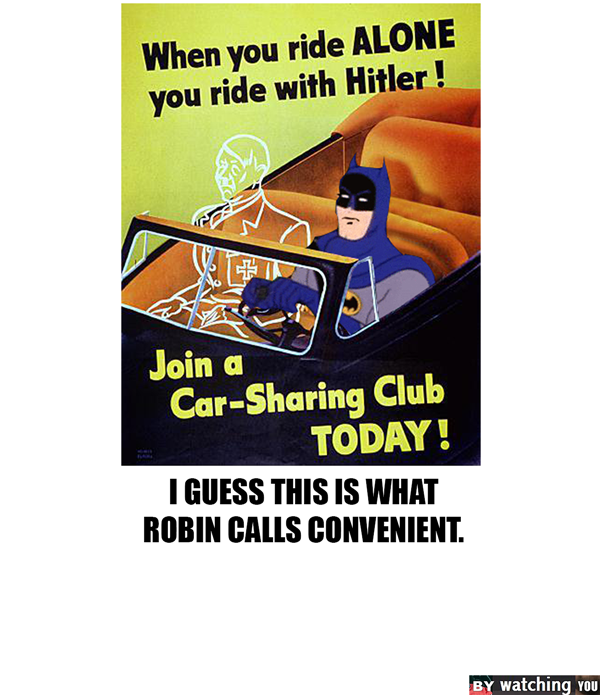 When you ride ALONE
you ride with Hitler!
Join a
Car-Sharing Club
TODAY!
I GUESS THIS IS WHAT
ROBIN CALLS CONVENIENT.
BY watching YOU